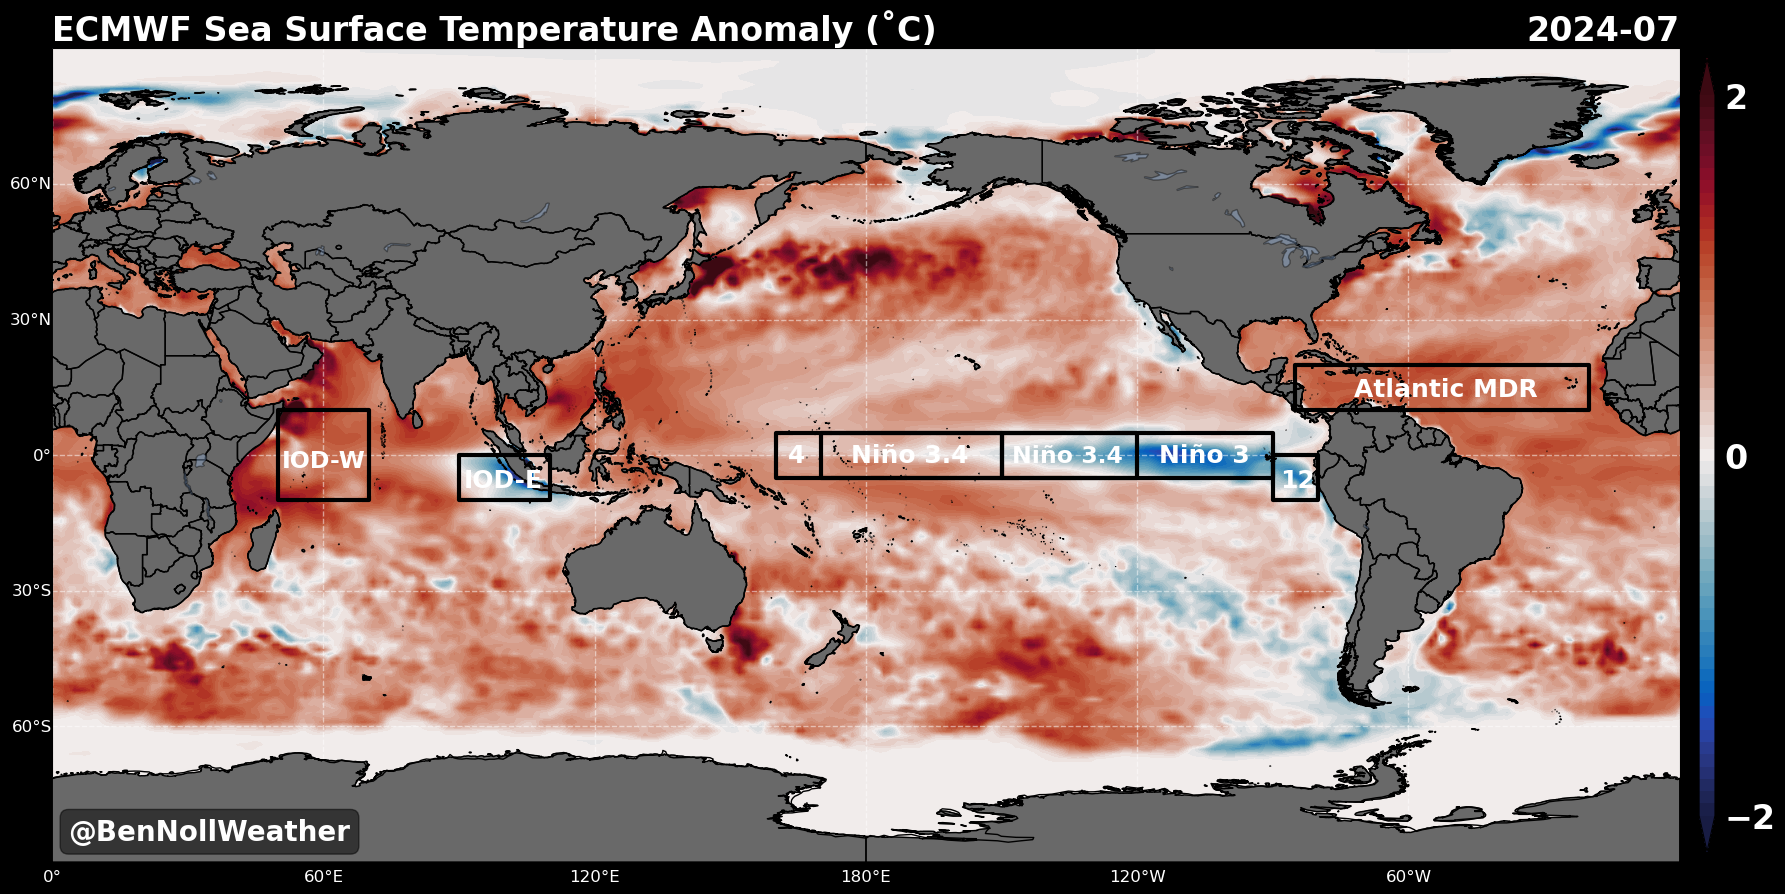 ECMWF Sea Surface Temperature Anomaly (˚C)
2024-07
2
0
−2
60°N
30°N
0°
30°S
60°S
Atlantic MDR
IOD-W
IOD-E
4
Niño 3.4
Niño 3.4
Niño 3
12
@BenNollWeather
0°
60°E
120°E
180°E
120°W
60°W